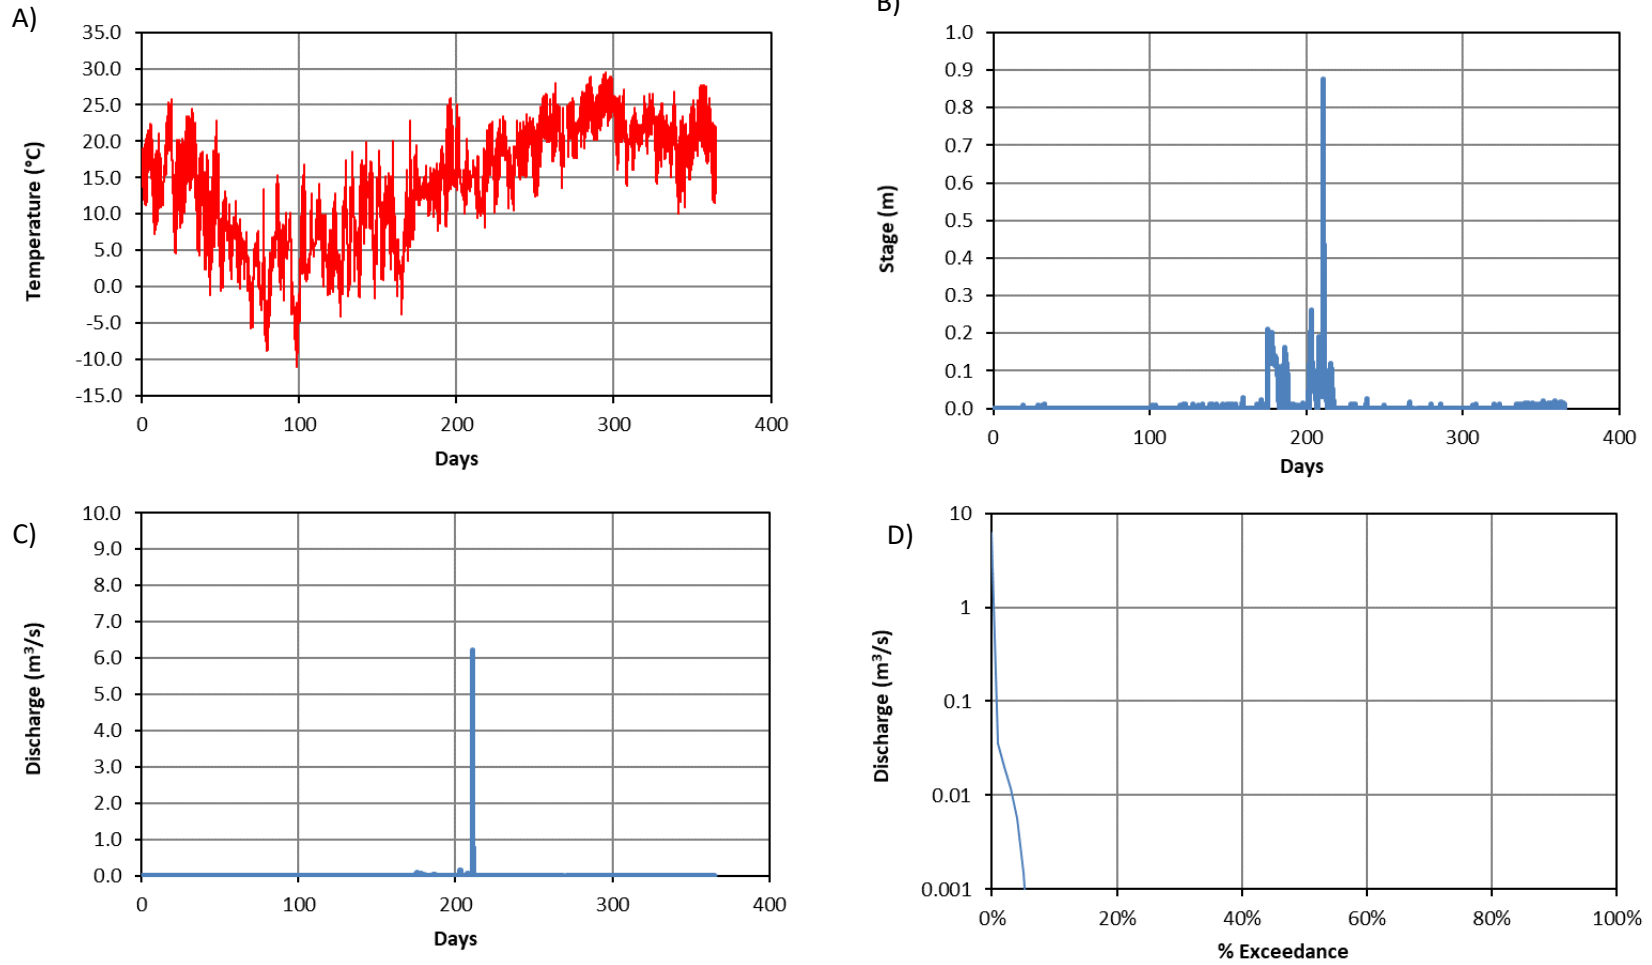 A)
35.0
30.0
25.0
20.0
15.0
10.0
5.0
0.0
-5.0
-10.0
-15.0
Temperature (°C)
0 100 200 300 400
Days
B)
1.0
0.9
0.8
0.7
0.6
0.5
0.4
0.3
0.2
0.1
0.0
Stage (m)
0 100 200 300 400
Days
C)
10.0
9.0
8.0
7.0
6.0
5.0
4.0
3.0
2.0
1.0
0.0
Discharge (m³/s)
0 100 200 300 400
Days
D)
10
1
0.1
0.01
0.001
Discharge (m³/s)
0% 20% 40% 60% 80% 100%
% Exceedance